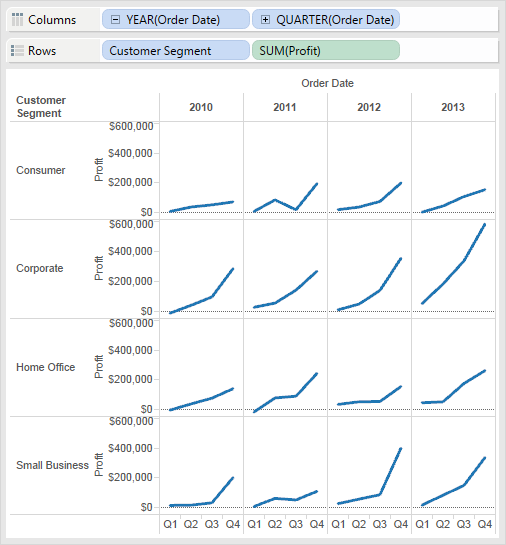 Columns YEAR(Order Date) QUARTER(Order Date)
Rows Customer Segment SUM(Profit)
Order Date
Customer
Segment
2010 2011 2012 2013
Consumer
Profit
$600,000
$400,000
$200,000
$0
Corporate
Profit
$600,000
$400,000
$200,000
$0
Home Office
Profit
$600,000
$400,000
$200,000
$0
Small Business
Profit
$600,000
$400,000
$200,000
$0
Q1 Q2 Q3 Q4 Q1 Q2 Q3 Q4 Q1 Q2 Q3 Q4 Q1 Q2 Q3 Q4